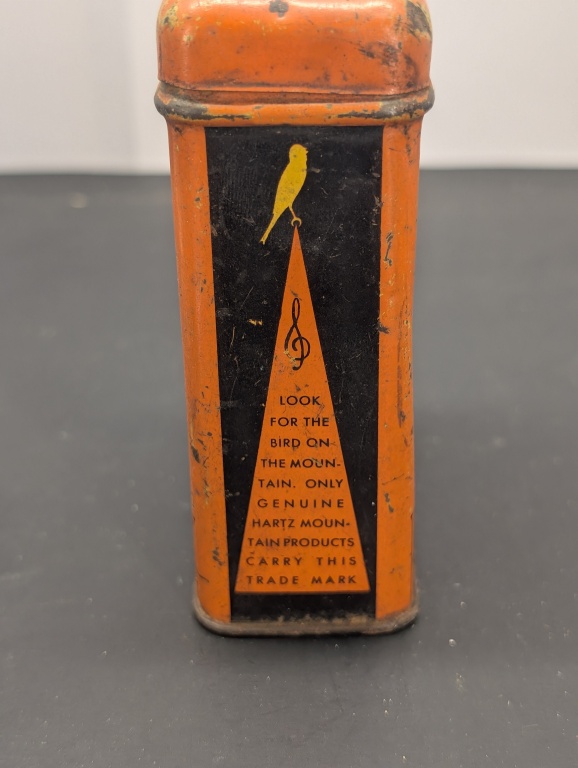 LOOK
FOR THE
BIRD ON
THE MOUN-
TAIN. ONLY
GENUINE
HARTZ MOUN-
TAIN PRODUCTS
CARRY THIS
TRADE MARK